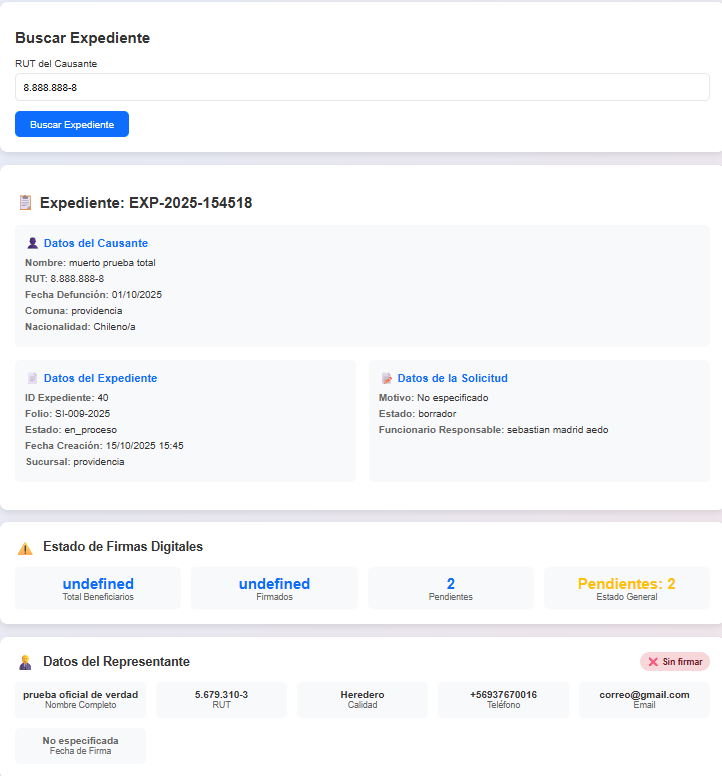 Buscar Expediente
RUT del Causante
8.888.888-8
Buscar Expediente
Expediente: EXP-2025-154518
Datos del Causante
Nombre: muerto prueba total
RUT: 8.888.888-8
Fecha Defunción: 01/10/2025
Comuna: providencia
Nacionalidad: Chileno/a
Datos del Expediente
ID Expediente: 40
Folio: SI-009-2025
Estado: en_proceso
Fecha Creación: 15/10/2025 15:45
Sucursal: providencia
Datos de la Solicitud
Motivo: No especificado
Estado: borrador
Funcionario Responsable: sebastian madrid aedo
Estado de Firmas Digitales
undefined
Total Beneficiarios
undefined
Firmados
2
Pendientes
Pendientes: 2
Estado General
Datos del Representante
Sin firmar
prueba oficial de verdad
Nombre Completo
5.679.310-3
RUT
Heredero
Calidad
+56937670016
Teléfono
correo@gmail.com
Email
No especificada
Fecha de Firma